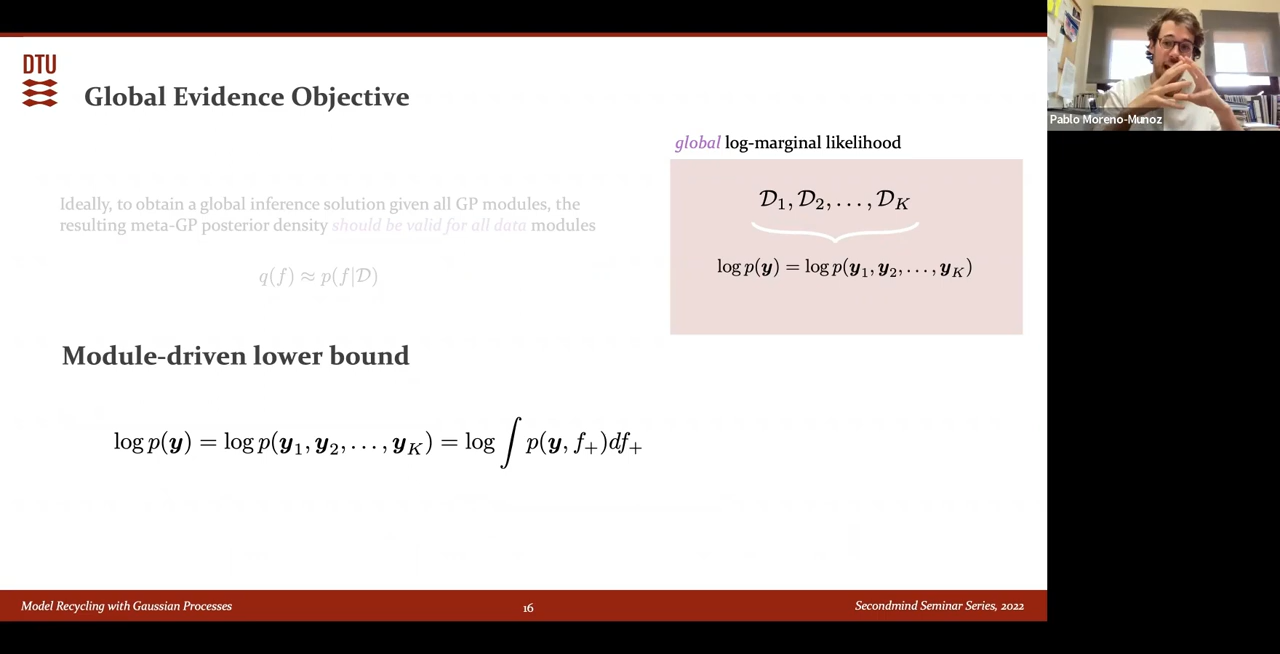 DTU
Global Evidence Objective
Pablo Moreno-Munoz
global log-marginal likelihood
𝒟₁, 𝒟₂, . . . , 𝒟_K
log p(𝒚) = log p(𝒚₁, 𝒚₂, . . . , 𝒚_K)
Ideally, to obtain a global inference solution given all GP modules, the
resulting meta-GP posterior density should be valid for all data modules
q(f) ≈ p(f|𝒟)
Module-driven lower bound
log p(𝒚) = log p(𝒚₁, 𝒚₂, . . . , 𝒚_K) = log ∫ p(𝒚, f₊)df₊
Model Recycling with Gaussian Processes
16
Secondmind Seminar Series, 2022